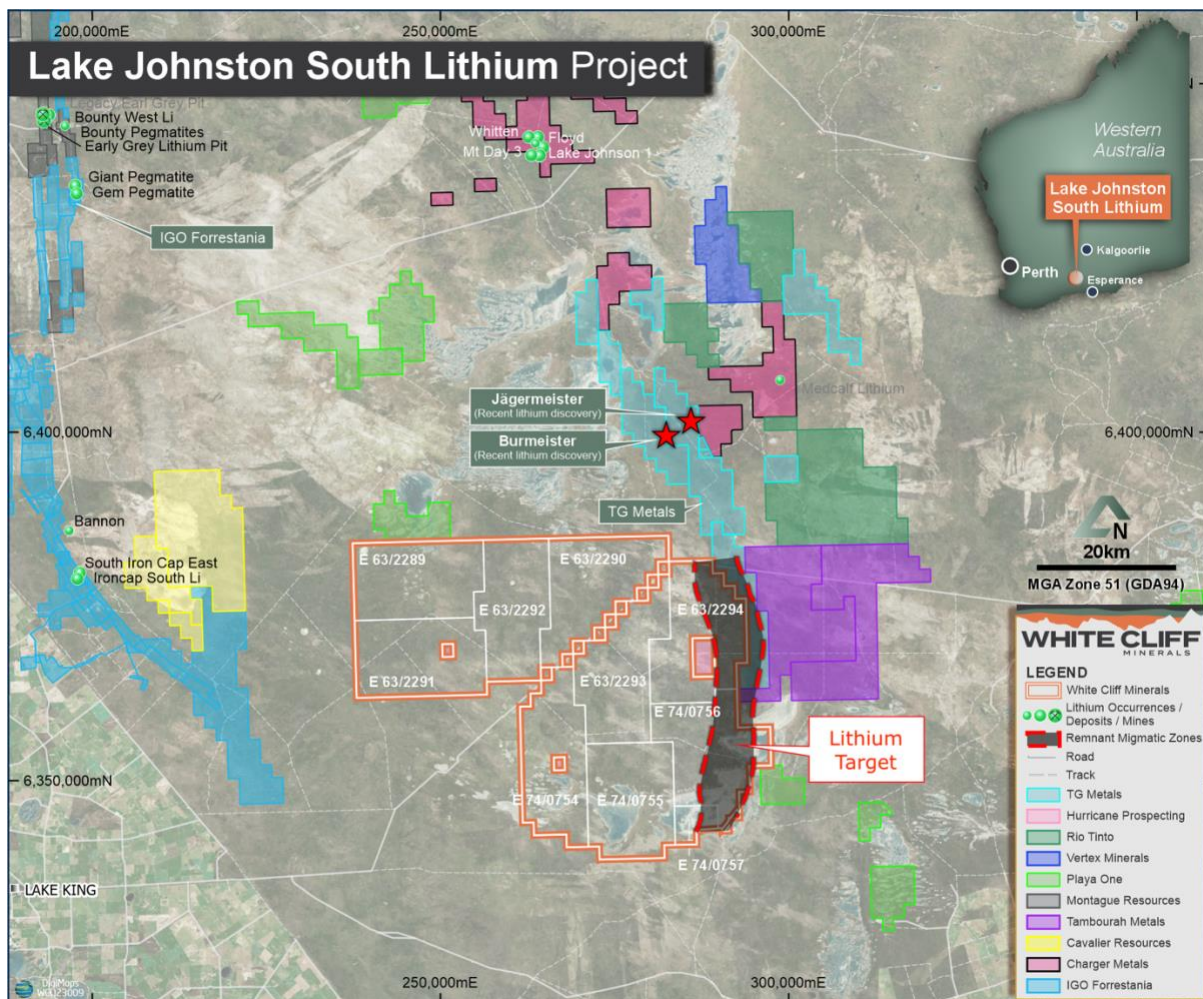 200,000mE
250,000mE
300,000mE
Lake Johnston South Lithium Project
Legacy Earl Grey Pit
Bounty West Li
Bounty Pegmatites
Early Grey Lithium Pit
Giant Pegmatite
Gem Pegmatite
IGO Forrestania
Whitten
Floyd
Mt Day 3
Lake Johnson 1
Western
Australia
Lake Johnston
South Lithium
Kalgoorlie
Perth
Esperance
Medcalf Lithium
Jägermeister
(Recent lithium discovery)
Burmeister
(Recent lithium discovery)
6,400,000mN
6,400,000mN
TG Metals
Bannon
South Iron Cap East
Ironcap South Li
E 63/2289
E 63/2290
E 63/2292
E 63/2294
E 63/2291
E 63/2293
E 74/0756
Lithium
Target
E 74/0754
E 74/0755
E 74/0757
6,350,000mN
LAKE KING
N
20km
MGA Zone 51 (GDA94)
WHITE CLIFF
MINERALS
LEGEND
White Cliff Minerals
Lithium Occurrences /
Deposits / Mines
Remnant Migmatic Zones
Road
Track
TG Metals
Hurricane Prospecting
Rio Tinto
Vertex Minerals
Playa One
Montague Resources
Tambourah Metals
Cavalier Resources
Charger Metals
IGO Forrestania
DigiMaps
WCL23009
250,000mE
300,000mE